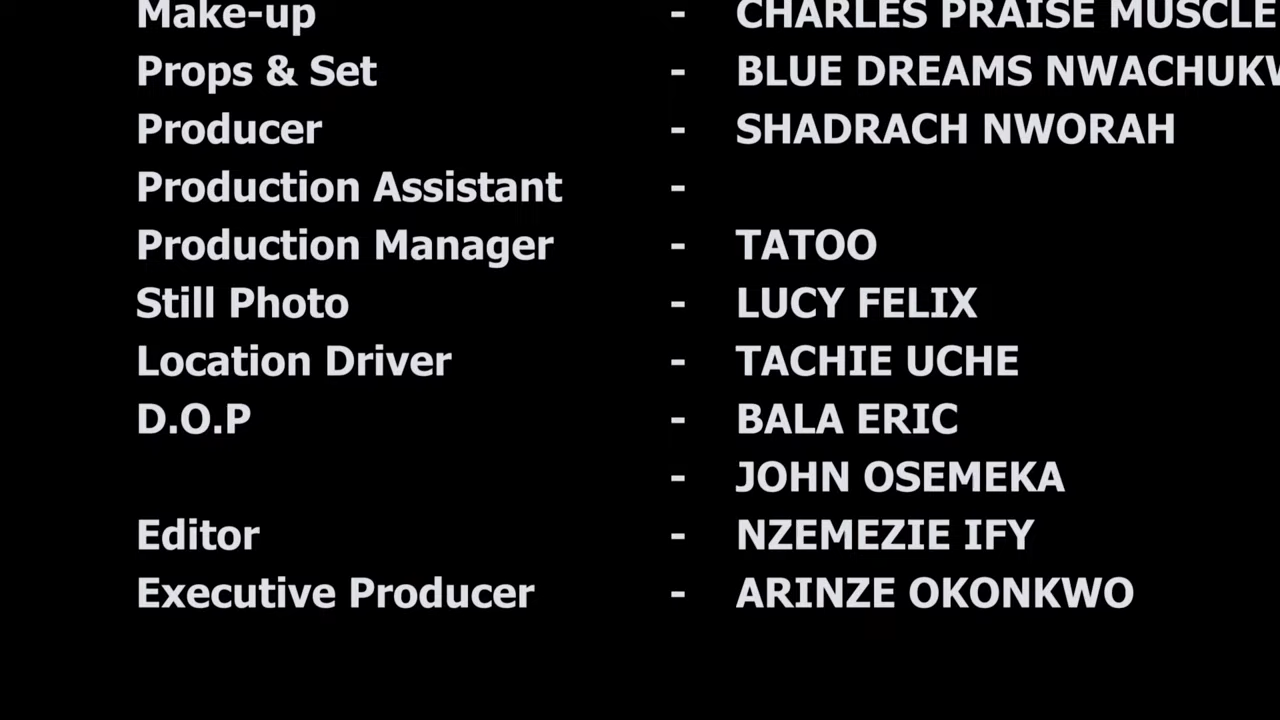 Make-up - CHARLES PRAISE MUSCLE
Props & Set - BLUE DREAMS
Producer - SHADRACH NWORAH
Production Assistant -
Production Manager - TATOO
Still Photo - LUCY FELIX
Location Driver - TACHIE UCHE
D.O.P - BALA ERIC
- JOHN OSEMEKA
Editor - NZEMEZIE IFY
Executive Producer - ARINZE OKONKWO